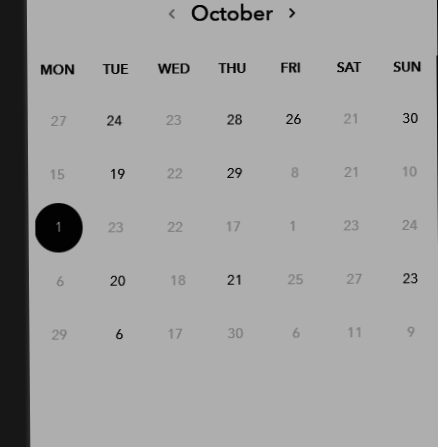 ‹ October ›
MON TUE WED THU FRI SAT SUN
27 24 23 28 26 21 30
15 19 22 29 8 21 10
1 23 22 17 1 23 24
6 20 18 21 25 27 23
29 6 17 30 6 11 9